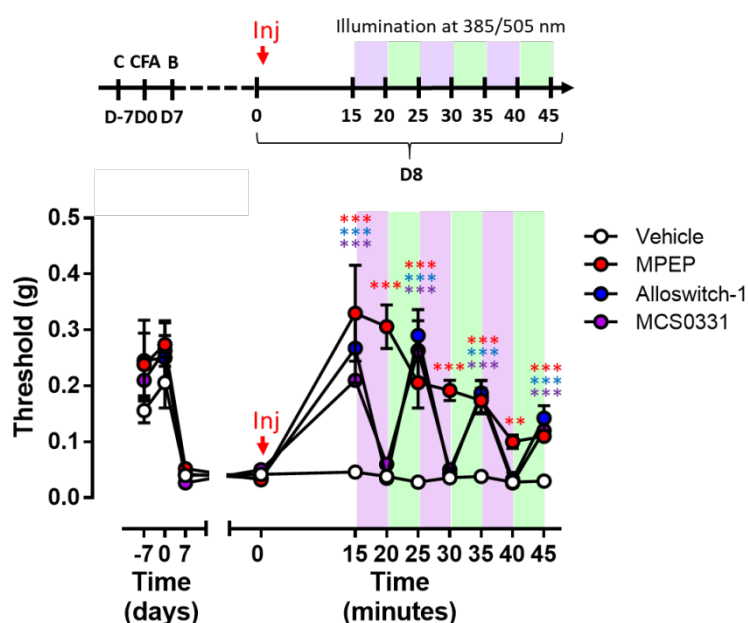 Illumination at 385/505 nm
Inj
C CFA B
0 15 20 25 30 35 40 45
D-7 D0 D7
D8
0.5
*** *** ***
*** *** *** ***
*** *** *** ***
*** *** ***
*** **
Vehicle
MPEP
Alloswitch-1
MCS0331
0.4
0.3
0.2
0.1
0.0
Threshold (g)
Inj
-7 0 7 0 15 20 25 30 35 40 45
Time Time
(days) (minutes)